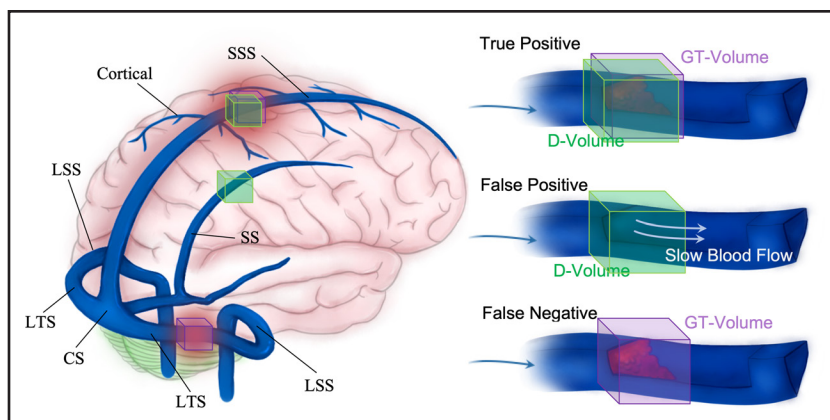 SSS
Cortical
LSS
SS
LTS
CS
LTS
LSS
True Positive
GT-Volume
D-Volume
False Positive
Slow Blood Flow
D-Volume
False Negative
GT-Volume